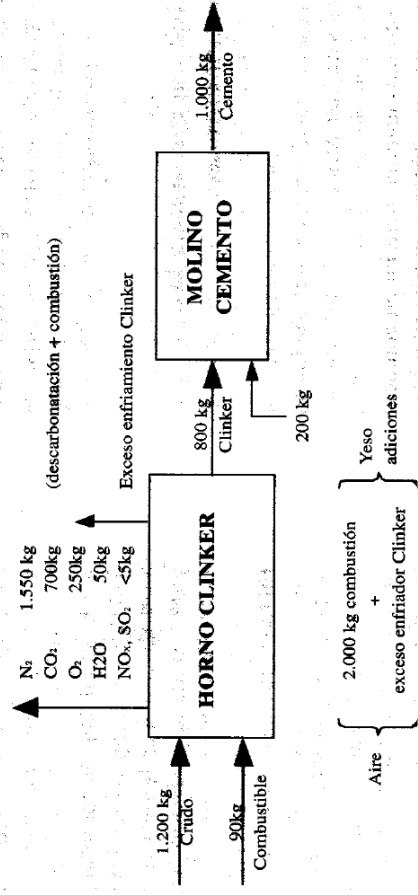 N₂ 1.550 kg
CO₂ 700kg (descarbonatación + combustión)
O₂ 250kg
H2O 50kg
NOx, SO₂ <5kg Exceso enfriamiento Clinker
1.200 kg
Crudo
90kg
Combustible
HORNO CLINKER
800 kg
Clinker
200 kg
MOLINO
CEMENTO
1.000 kg
Cemento
Aire
2.000 kg combustión
+
exceso enfriador Clinker
Yeso
adiciones